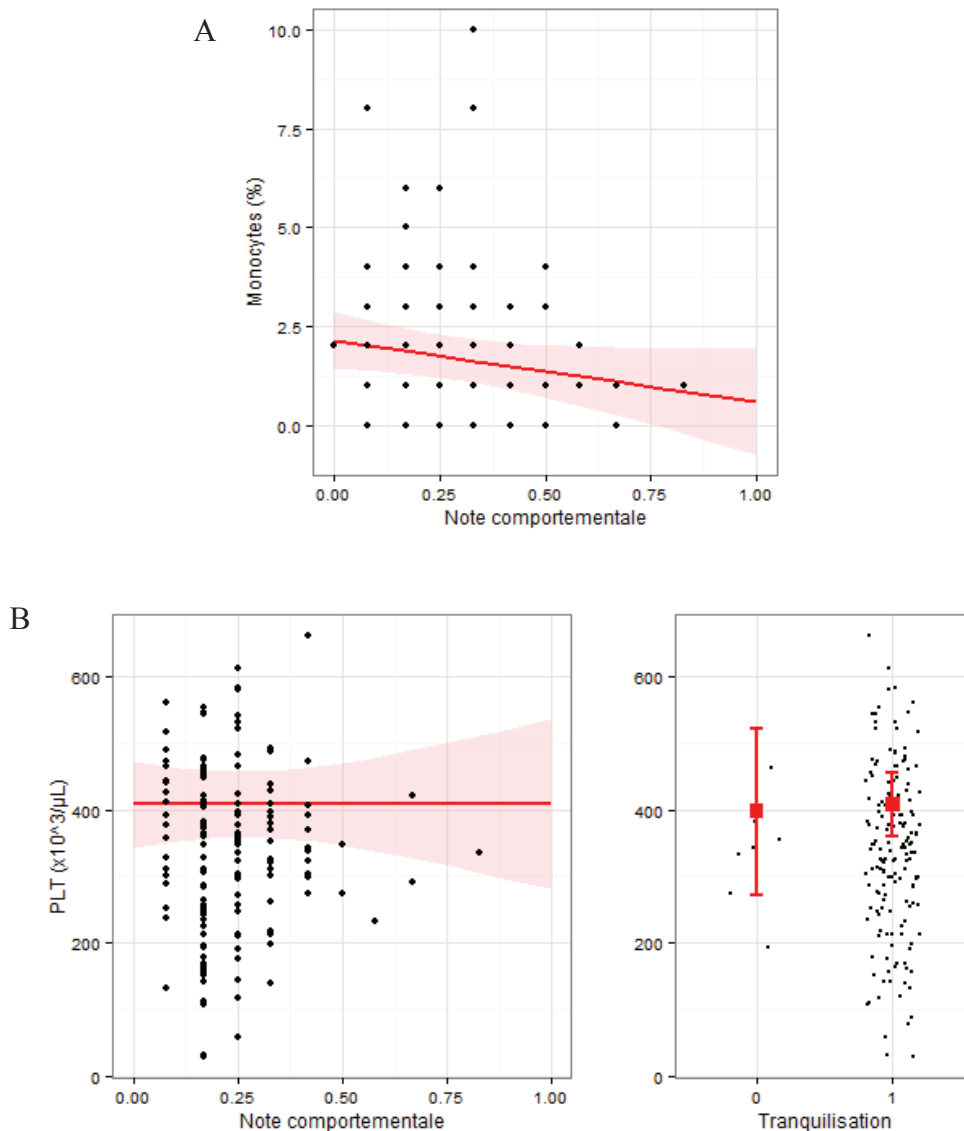 A
10.0
7.5
5.0
2.5
0.0
Monocytes (%)
0.00 0.25 0.50 0.75 1.00
Note comportementale
B
600
400
200
0
PLT (x10^3/µL)
0.00 0.25 0.50 0.75 1.00
Note comportementale
600
400
200
0
0 1
Tranquilisation